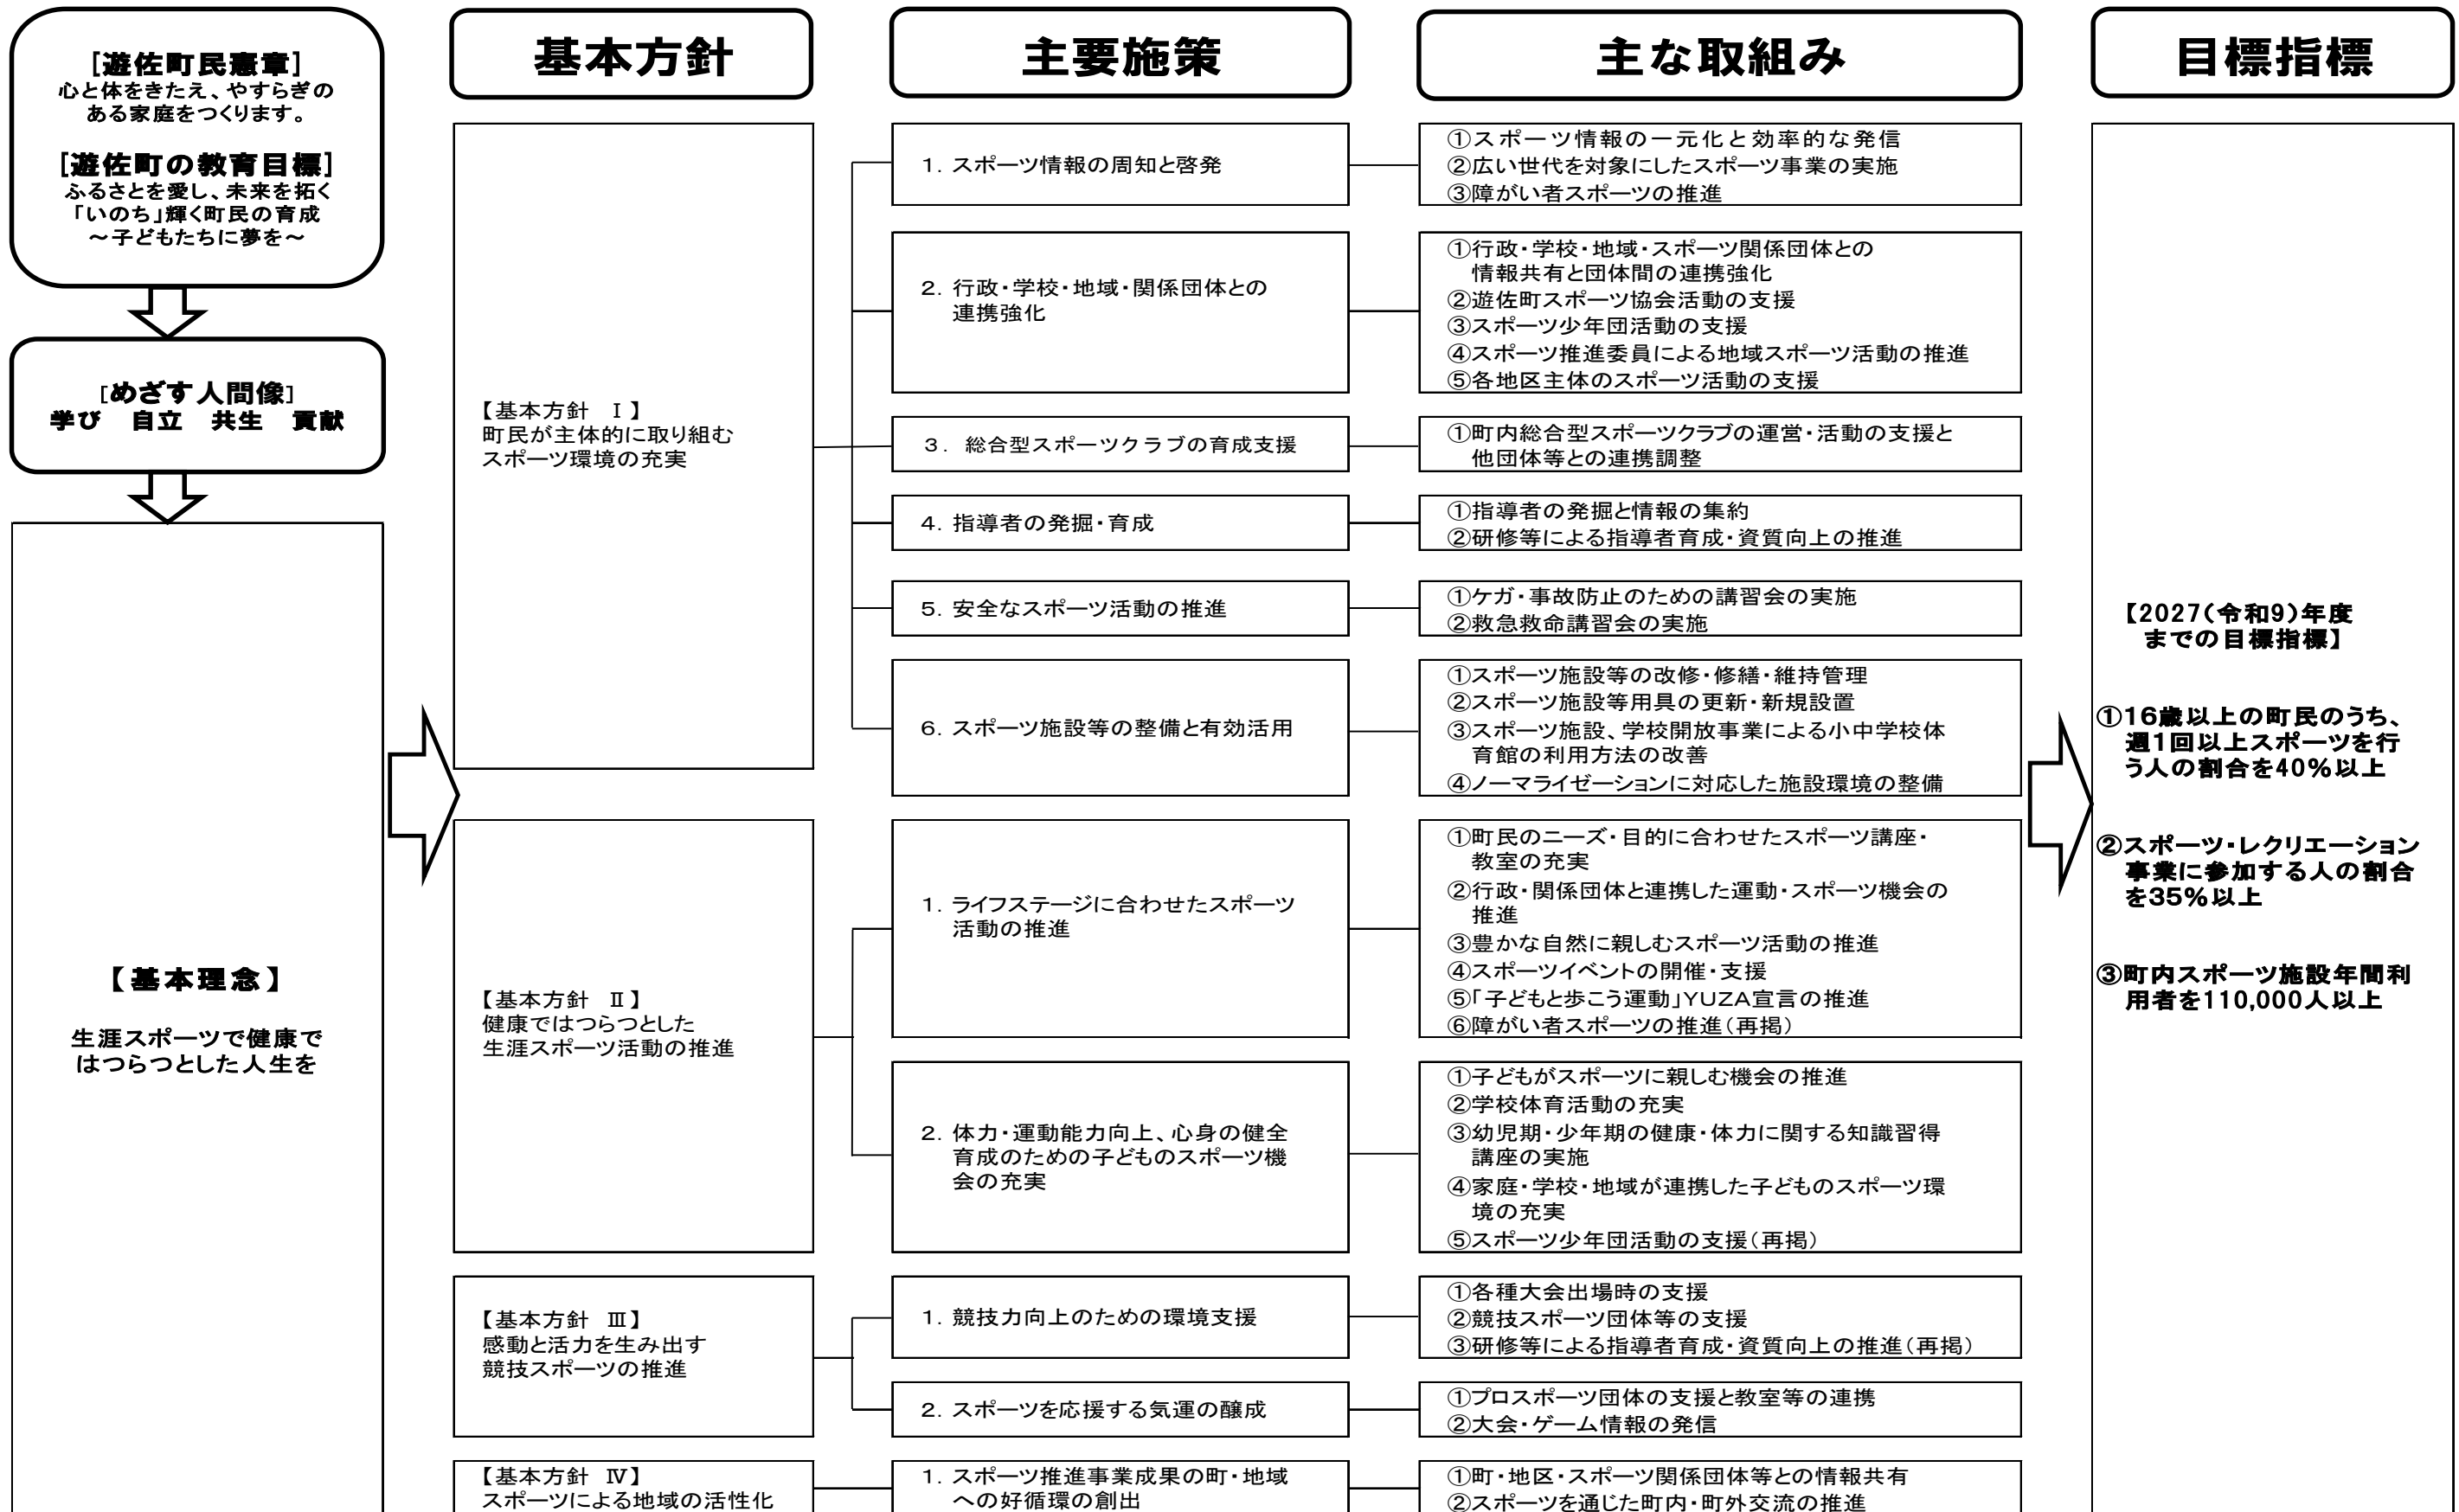 [遊佐町民憲章]
心と体をきたえ、やすらぎの
ある家庭をつくります。
[遊佐町の教育目標]
ふるさとを愛し、未来を拓く
「いのち」輝く町民の育成
～子どもたちに夢を～
[めざす人間像]
学び　自立　共生　貢献
【基本理念】
生涯スポーツで健康で
はつらつとした人生を
基本方針
【基本方針　Ⅰ】
町民が主体的に取り組む
スポーツ環境の充実
【基本方針　Ⅱ】
健康ではつらつとした
生涯スポーツ活動の推進
【基本方針　Ⅲ】
感動と活力を生み出す
競技スポーツの推進
【基本方針　Ⅳ】
スポーツによる地域の活性化
主要施策
1. スポーツ情報の周知と啓発
2. 行政・学校・地域・関係団体との
連携強化
3. 総合型スポーツクラブの育成支援
4. 指導者の発掘・育成
5. 安全なスポーツ活動の推進
6. スポーツ施設等の整備と有効活用
1. ライフステージに合わせたスポーツ
活動の推進
2. 体力・運動能力向上、心身の健全
育成のための子どものスポーツ機
会の充実
1. 競技力向上のための環境支援
2. スポーツを応援する気運の醸成
1. スポーツ推進事業成果の町・地域
への好循環の創出
主な取組み
①スポーツ情報の一元化と効率的な発信
②広い世代を対象にしたスポーツ事業の実施
③障がい者スポーツの推進
①行政・学校・地域・スポーツ関係団体との
情報共有と団体間の連携強化
②遊佐町スポーツ協会活動の支援
③スポーツ少年団活動の支援
④スポーツ推進委員による地域スポーツ活動の推進
⑤各地区主体のスポーツ活動の支援
①町内総合型スポーツクラブの運営・活動の支援と
他団体等との連携調整
①指導者の発掘と情報の集約
②研修等による指導者育成・資質向上の推進
①ケガ・事故防止のための講習会の実施
②救急救命講習会の実施
①スポーツ施設等の改修・修繕・維持管理
②スポーツ施設等用具の更新・新規設置
③スポーツ施設、学校開放事業による小中学校体
育館の利用方法の改善
④ノーマライゼーションに対応した施設環境の整備
①町民のニーズ・目的に合わせたスポーツ講座・
教室の充実
②行政・関係団体と連携した運動・スポーツ機会の
推進
③豊かな自然に親しむスポーツ活動の推進
④スポーツイベントの開催・支援
⑤「子どもと歩こう運動」YUZA宣言の推進
⑥障がい者スポーツの推進（再掲）
①子どもがスポーツに親しむ機会の推進
②学校体育活動の充実
③幼児期・少年期の健康・体力に関する知識習得
講座の実施
④家庭・学校・地域が連携した子どものスポーツ環
境の充実
⑤スポーツ少年団活動の支援（再掲）
①各種大会出場時の支援
②競技スポーツ団体等の支援
③研修等による指導者育成・資質向上の推進（再掲）
①プロスポーツ団体の支援と教室等の連携
②大会・ゲーム情報の発信
①町・地区・スポーツ関係団体等との情報共有
②スポーツを通じた町内・町外交流の推進
目標指標
【2027（令和9）年度
までの目標指標】
①16歳以上の町民のうち、
週1回以上スポーツを行
う人の割合を40％以上
②スポーツ・レクリエーション
事業に参加する人の割合
を35％以上
③町内スポーツ施設年間利
用者を110,000人以上